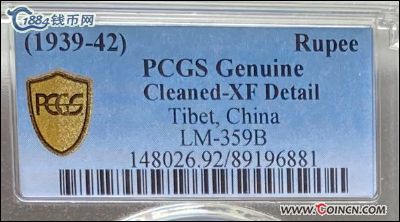 1884钱币网
(1939-42) Rupee
PCGS Genuine
Cleaned-XF Detail
Tibet, China
LM-359B
148026.92/89196881
PCGS
www.COINCN.COM